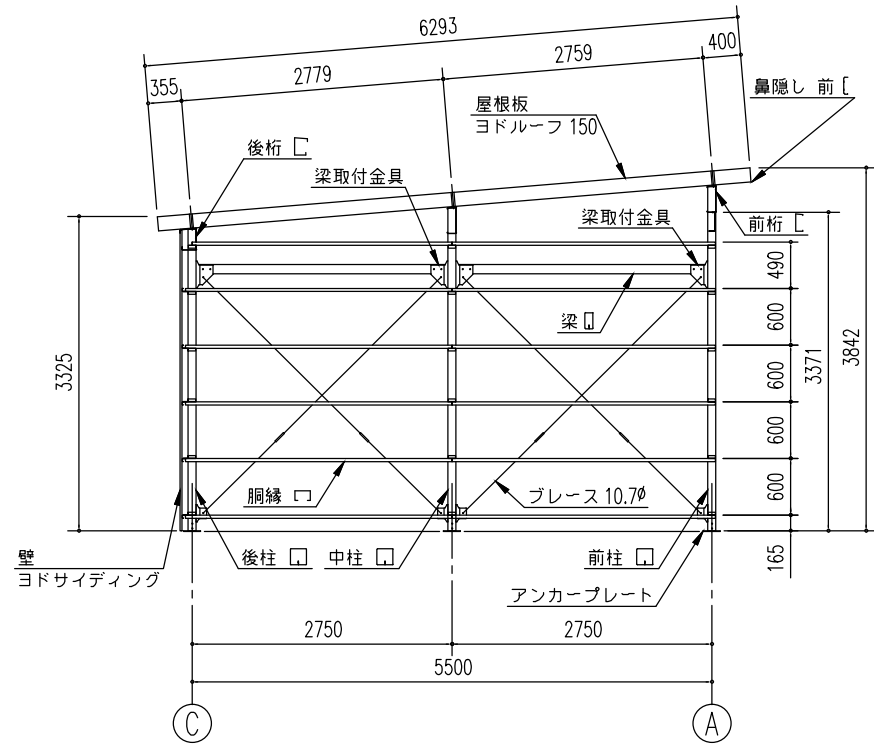 6293
355
2779
2759
400
鼻隠し 前
屋根板
ヨドルーフ 150
後桁
梁取付金具
梁取付金具
前桁
490
梁
600
3325
600
3371
3842
600
胴縁
ブレース 10.7φ
600
後柱
中柱
前柱
壁
ヨドサイディング
アンカープレート
165
2750
2750
5500
C
A